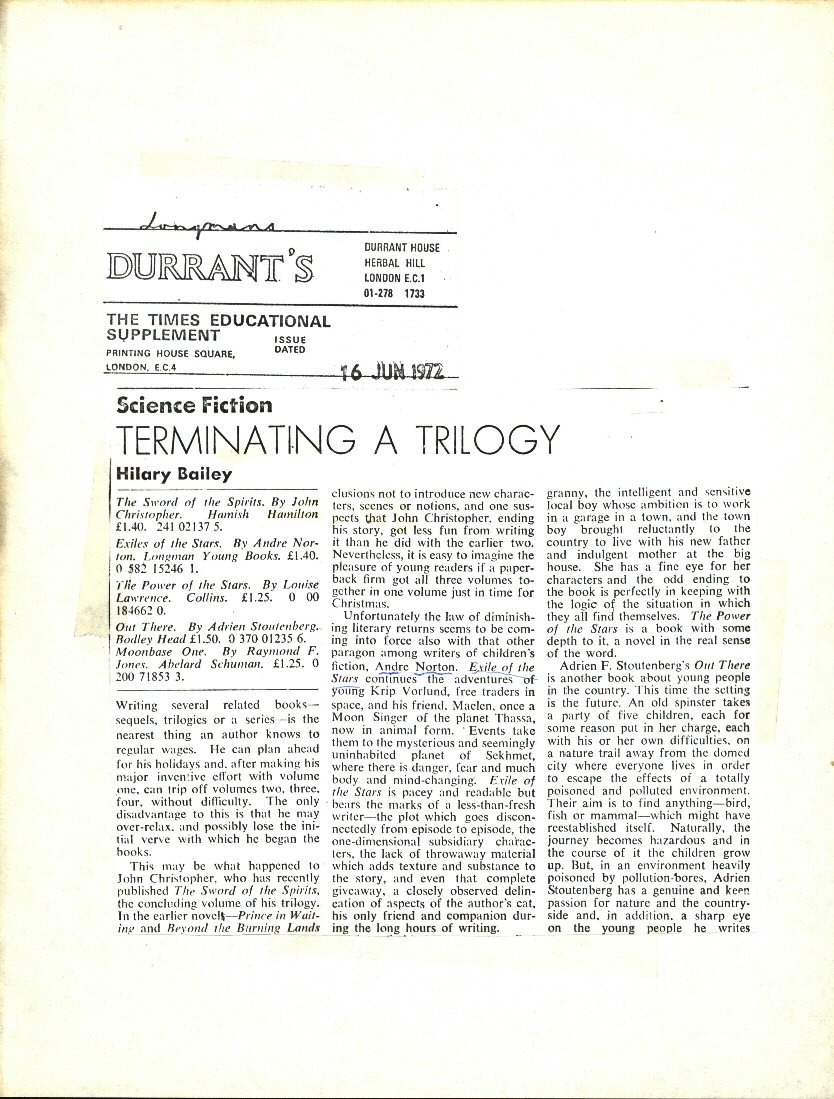 Longmans
DURRANT'S
DURRANT HOUSE
HERBAL HILL
LONDON E.C.1
01-278 1733
THE TIMES EDUCATIONAL
SUPPLEMENT
PRINTING HOUSE SQUARE,
LONDON, E.C.4
ISSUE
DATED
16 JUN 1972
Science Fiction
TERMINATING A TRILOGY
Hilary Bailey
The Sword of the Spirits. By John
Christopher. Hamish Hamilton
£1.40. 241 02137 5.
Exiles of the Stars. By Andre Nor-
ton. Longman Young Books. £1.40.
0 582 15246 1.
The Power of the Stars. By Louise
Lawrence. Collins. £1.25. 0 00
184662 0.
Out There. By Adrien Stoutenberg.
Bodley Head £1.50. 0 370 01235 6.
Moonbase One. By Raymond F.
Jones. Abelard Schuman. £1.25. 0
200 71853 3.
Writing several related books—
sequels, trilogies or a series—is the
nearest thing an author knows to
regular wages. He can plan ahead
for his holidays and, after making his
major inventive effort with volume
one, can trip off volumes two, three,
four, without difficulty. The only
disadvantage to this is that he may
over-relax, and possibly lose the ini-
tial verve with which he began the
books.
This may be what happened to
John Christopher, who has recently
published The Sword of the Spirits,
the concluding volume of his trilogy.
In the earlier novels—Prince in Wait-
ing and Beyond the Burning Lands
clusions not to introduce new charac-
ters, scenes or notions, and one sus-
pects that John Christopher, ending
his story, got less fun from writing
it than he did with the earlier two.
Nevertheless, it is easy to imagine the
pleasure of young readers if a paper-
back firm got all three volumes to-
gether in one volume just in time for
Christmas.
Unfortunately the law of diminish-
ing literary returns seems to be com-
ing into force also with that other
paragon among writers of children's
fiction, Andre Norton. Exile of the
Stars continues the adventures of
young Krip Vorlund, free traders in
space, and his friend, Maelen, once a
Moon Singer of the planet Thassa,
now in animal form. Events take
them to the mysterious and seemingly
uninhabited planet of Sekhmet,
where there is danger, fear and much
body and mind-changing. Exile of
the Stars is pacey and readable but
bears the marks of a less-than-fresh
writer—the plot which goes discon-
nectedly from episode to episode, the
one-dimensional subsidiary charac-
ters, the lack of throwaway material
which adds texture and substance to
the story, and even that complete
giveaway, a closely observed delin-
eation of aspects of the author's cat,
his only friend and companion dur-
ing the long hours of writing.
granny, the intelligent and sensitive
local boy whose ambition is to work
in a garage in a town, and the town
boy brought reluctantly to the
country to live with his new father
and indulgent mother at the big
house. She has a fine eye for her
characters and the odd ending to
the book is perfectly in keeping with
the logic of the situation in which
they all find themselves. The Power
of the Stars is a book with some
depth to it, a novel in the real sense
of the word.
Adrien F. Stoutenberg's Out There
is another book about young people
in the country. This time the setting
is the future. An old spinster takes
a party of five children, each for
some reason put in her charge, each
with his or her own difficulties, on
a nature trail away from the domed
city where everyone lives in order
to escape the effects of a totally
poisoned and polluted environment.
Their aim is to find anything—bird,
fish or mammal—which might have
reestablished itself. Naturally, the
journey becomes hazardous and in
the course of it the children grow
up. But, in an environment heavily
poisoned by pollution-bores, Adrien
Stoutenberg has a genuine and keen
passion for nature and the country-
side and, in addition, a sharp eye
on the young people he writes